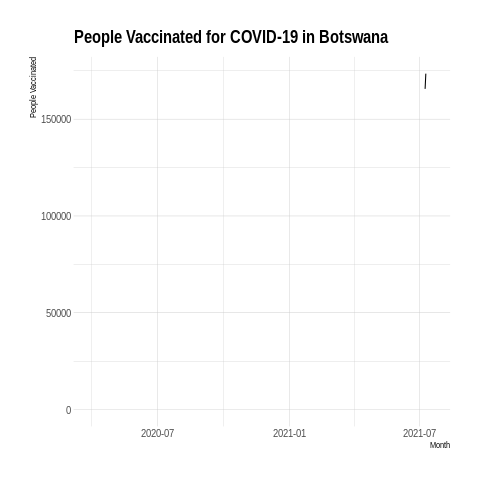 People Vaccinated for COVID-19 in Botswana
People Vaccinated
150000
100000
50000
0
2020-07
2021-01
2021-07
Month